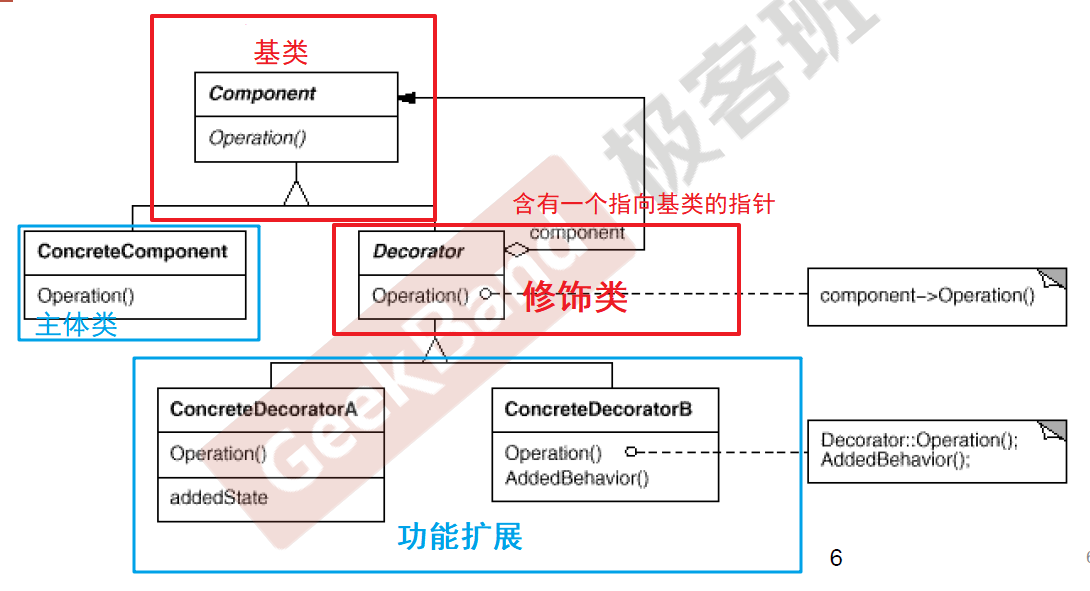 基类
Component
Operation()
含有一个指向基类的指针
component
ConcreteComponent
Operation()
主体类
Decorator
Operation()
修饰类
component->Operation()
ConcreteDecoratorA
Operation()
addedState
ConcreteDecoratorB
Operation()
AddedBehavior()
Decorator::Operation();
AddedBehavior();
功能扩展
6
6
GeekBand
极客班